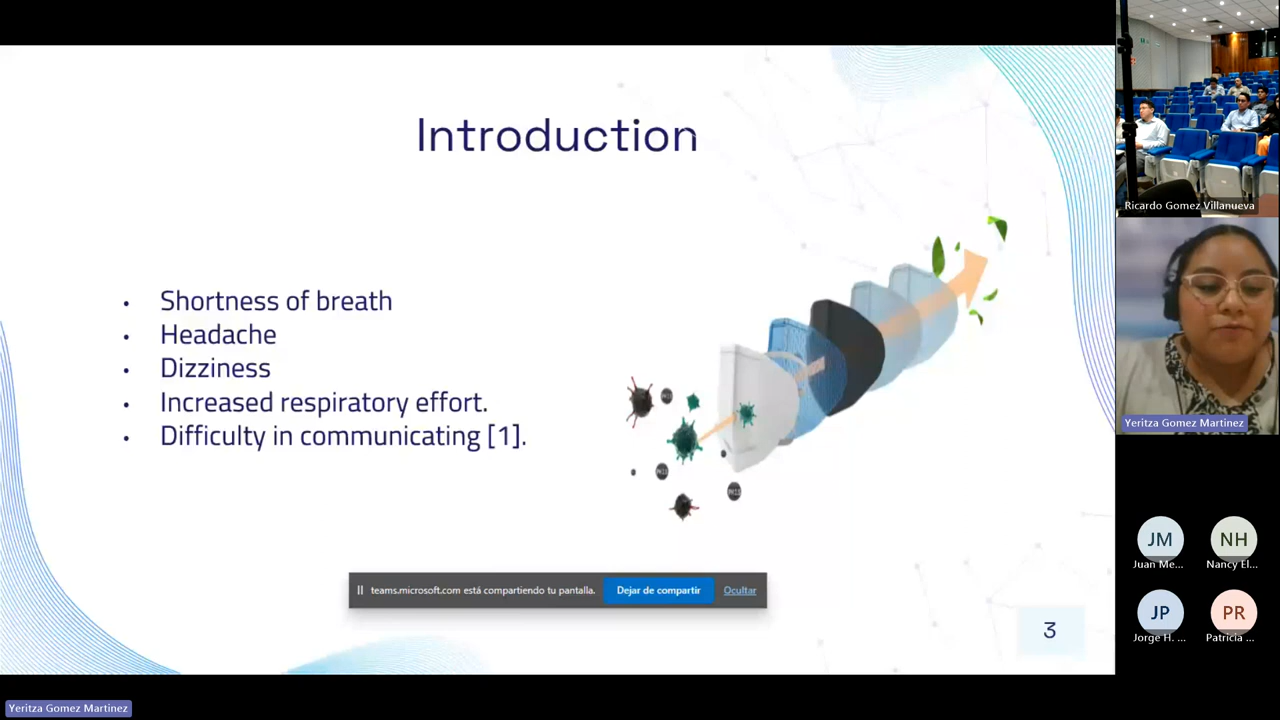 Introduction
• Shortness of breath
• Headache
• Dizziness
• Increased respiratory effort.
• Difficulty in communicating [1].
teams.microsoft.com está compartiendo tu pantalla.
Dejar de compartir
Ocultar
3
Ricardo Gomez Villanueva
Yeritza Gomez Martinez
JM
Juan Me...
NH
Nancy El...
JP
Jorge H. ...
PR
Patricia ...
Yeritza Gomez Martinez